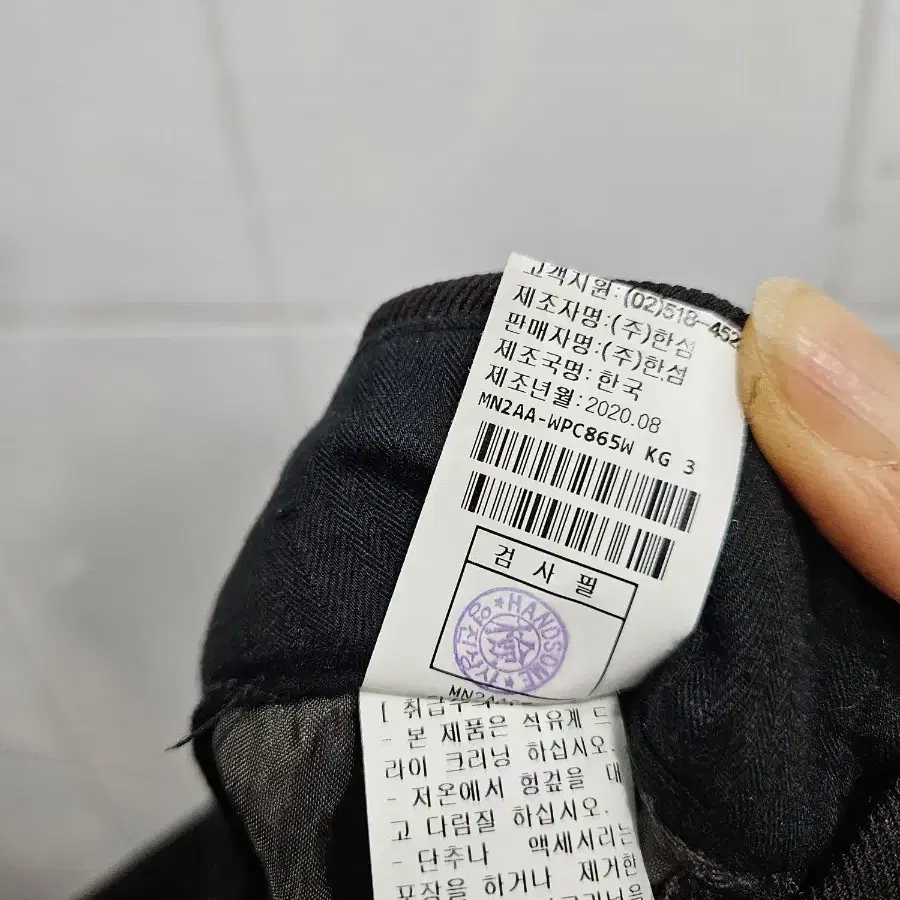 고객지원:(02)518-452
제조자명:(주)한섬
판매자명:(주)한섬
제조국명:한국
제조년월:2020.08
MN2AA-WPC865W KG 3
검사필
HANDSOME
[ 취급주의
- 본 제품은 석유계 드
라이 크리닝 하십시오.
- 저온에서 헝겊을 대
고 다림질 하십시오.
- 단추나 액세서리는
포장을 하거나 제거한